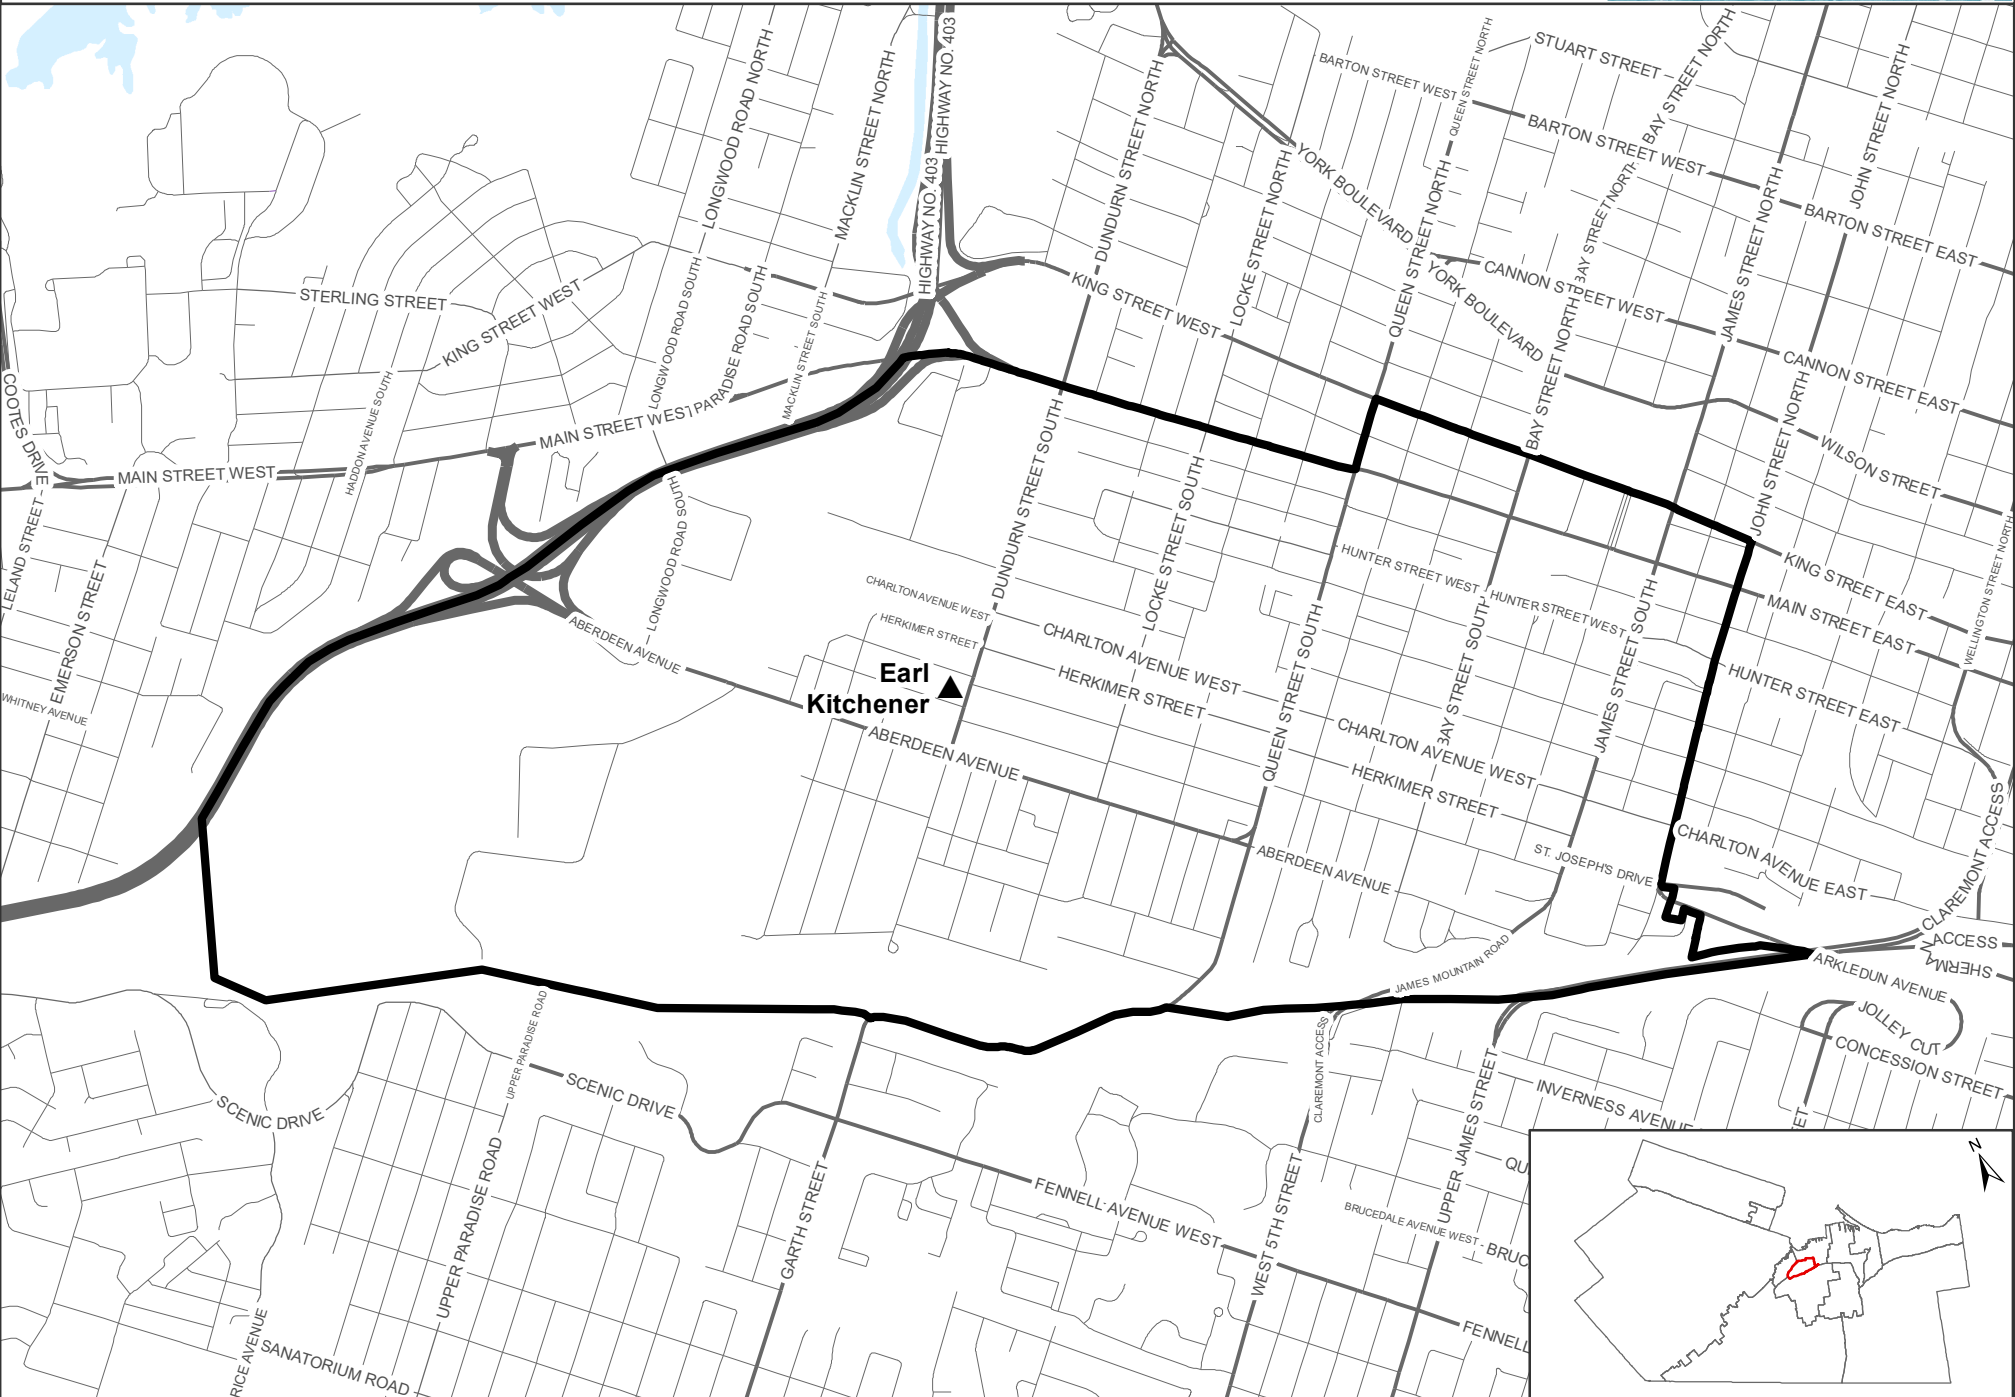 HIGHWAY NO. 403
HIGHWAY NO. 403
LONGWOOD ROAD NORTH
MACKLIN STREET NORTH
DUNDURN STREET NORTH
BARTON STREET WEST
QUEEN STREET NORTH
STUART STREET
BAY STREET NORTH
JOHN STREET NORTH
BARTON STREET WEST
YORK BOULEVARD
LOCKE STREET NORTH
QUEEN STREET NORTH
BAY STREET NORTH
JAMES STREET NORTH
BARTON STREET EAST
STERLING STREET
KING STREET WEST
LONGWOOD ROAD SOUTH
PARADISE ROAD SOUTH
MACKLIN STREET SOUTH
KING STREET WEST
YORK BOULEVARD
CANNON STREET WEST
BAY STREET NORTH
CANNON STREET EAST
COOTES DRIVE
HADDON AVENUE SOUTH
MAIN STREET WEST
MAIN STREET WEST
JOHN STREET NORTH
WILSON STREET
LELAND STREET
EMERSON STREET
WHITNEY AVENUE
LONGWOOD ROAD SOUTH
ABERDEEN AVENUE
DUNDURN STREET SOUTH
LOCKE STREET SOUTH
CHARLTON AVENUE WEST
HERKIMER STREET
HUNTER STREET WEST
HUNTER STREET WEST
KING STREET EAST
MAIN STREET EAST
WELLINGTON STREET NORTH
Earl
Kitchener
CHARLTON AVENUE WEST
HERKIMER STREET
QUEEN STREET SOUTH
BAY STREET SOUTH
JAMES STREET SOUTH
HUNTER STREET EAST
ABERDEEN AVENUE
CHARLTON AVENUE WEST
HERKIMER STREET
ABERDEEN AVENUE
ST. JOSEPH'S DRIVE
CHARLTON AVENUE EAST
CLAREMONT ACCESS
ACCESS
SHERMA
JAMES MOUNTAIN ROAD
ARKLEDUN AVENUE
JOLLEY CUT
CONCESSION STREET
UPPER PARADISE ROAD
SCENIC DRIVE
SCENIC DRIVE
CLAREMONT ACCESS
INVERNESS AVENUE
EET
UPPER PARADISE ROAD
GARTH STREET
FENNELL AVENUE WEST
WEST 5TH STREET
UPPER JAMES STREET
QU
BRUCEDALE AVENUE WEST
BRUC
FENNELL
RICE AVENUE
SANATORIUM ROAD
N